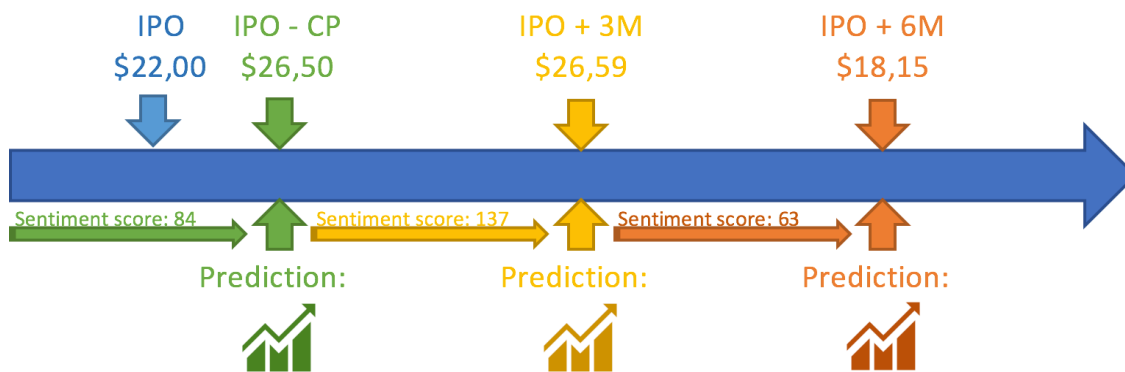 IPO
$22,00
IPO - CP
$26,50
IPO + 3M
$26,59
IPO + 6M
$18,15
Sentiment score: 84
Sentiment score: 137
Sentiment score: 63
Prediction:
Prediction:
Prediction: